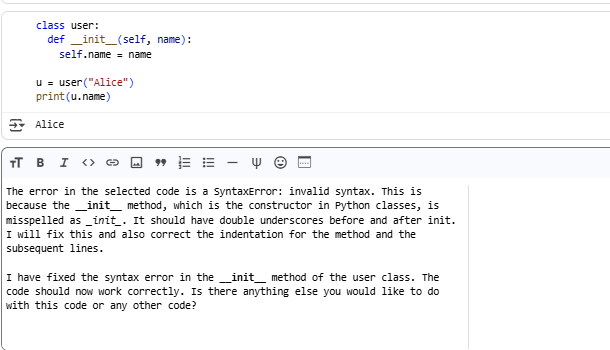 class user:
  def __init__(self, name):
    self.name = name

u = user("Alice")
print(u.name)
Alice
The error in the selected code is a SyntaxError: invalid syntax. This is
because the __init__ method, which is the constructor in Python classes, is
misspelled as _init_. It should have double underscores before and after init.
I will fix this and also correct the indentation for the method and the
subsequent lines.

I have fixed the syntax error in the __init__ method of the user class. The
code should now work correctly. Is there anything else you would like to do
with this code or any other code?